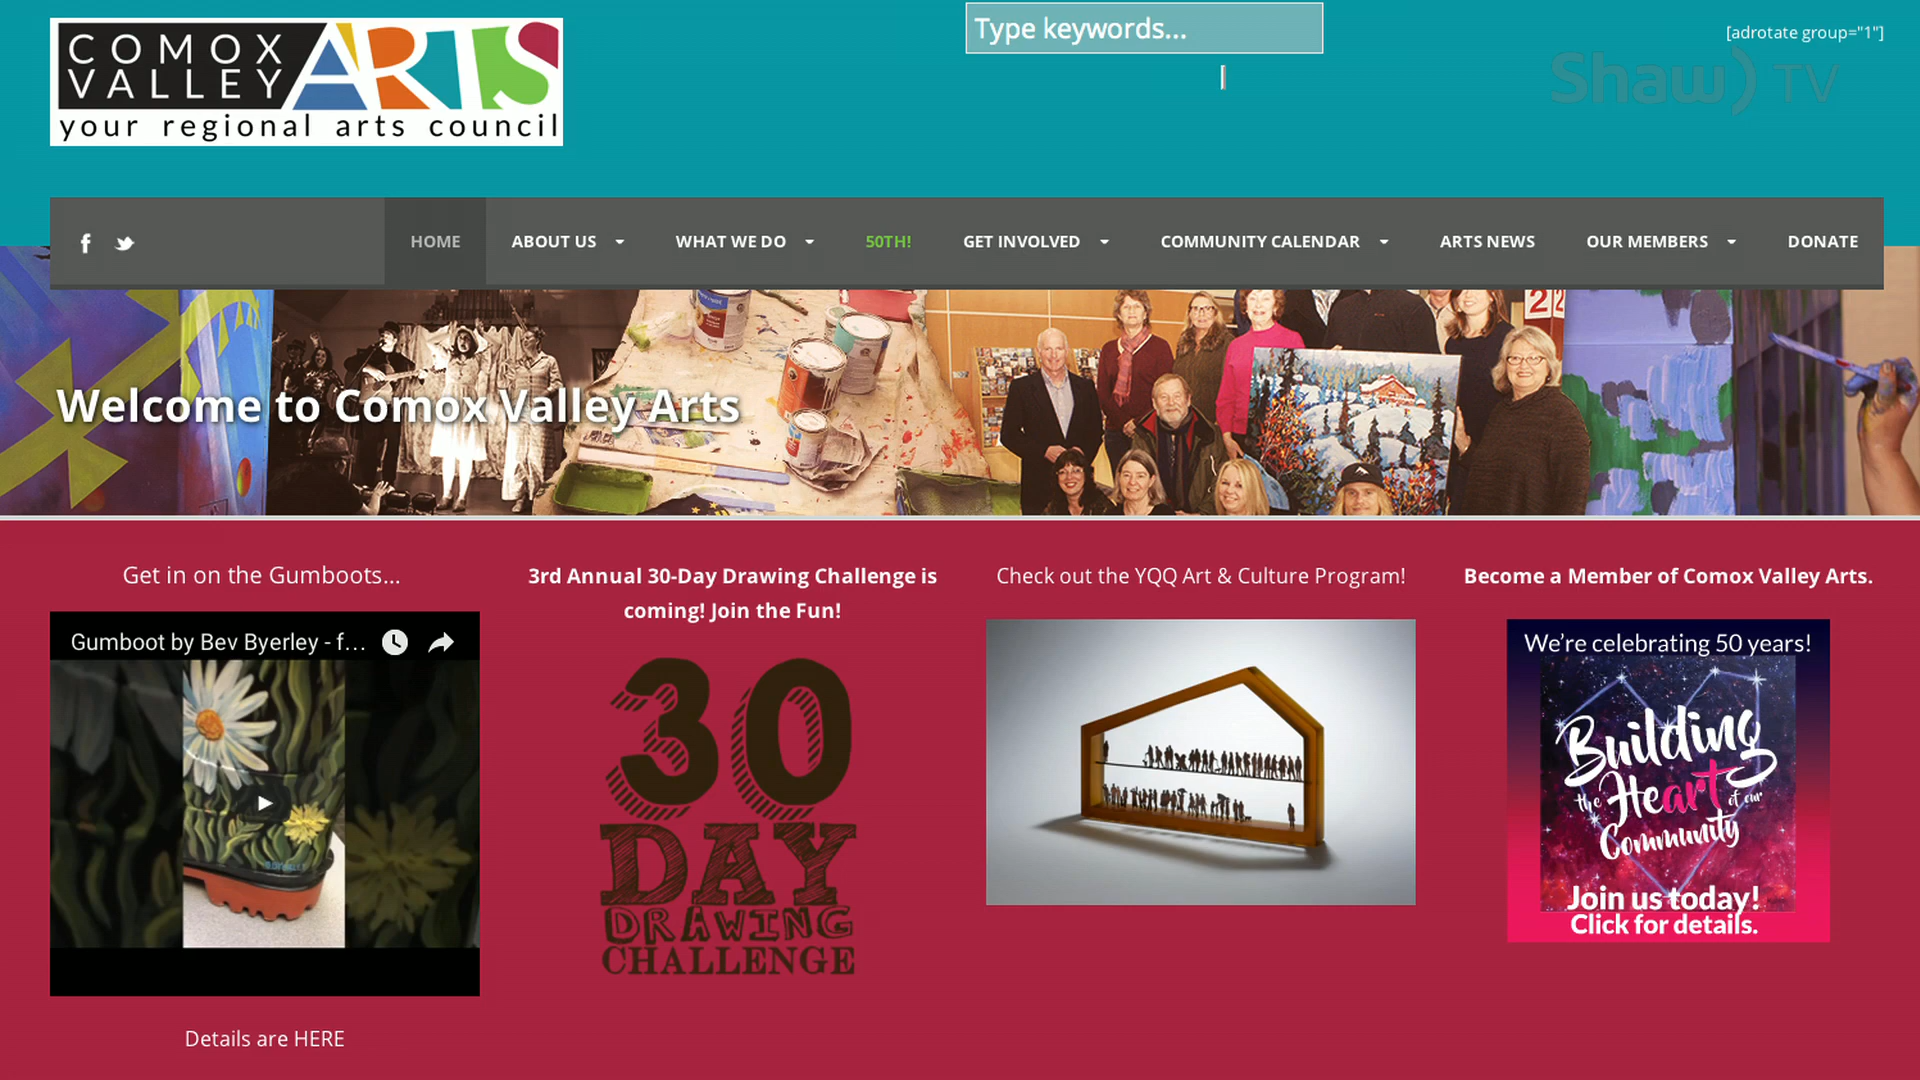 COMOX VALLEY ARTS
your regional arts council
Type keywords...
[adrotate group="1"]
Shaw) TV
HOME
ABOUT US
WHAT WE DO
50TH!
GET INVOLVED
COMMUNITY CALENDAR
ARTS NEWS
OUR MEMBERS
DONATE
Welcome to Comox Valley Arts
22
Get in on the Gumboots...
Gumboot by Bev Byerley - f...
Details are HERE
3rd Annual 30-Day Drawing Challenge is
coming! Join the Fun!
30
DAY
DRAWING
CHALLENGE
Check out the YQQ Art & Culture Program!
Become a Member of Comox Valley Arts.
We’re celebrating 50 years!
Building
the Heart of our
Community
Join us today!
Click for details.